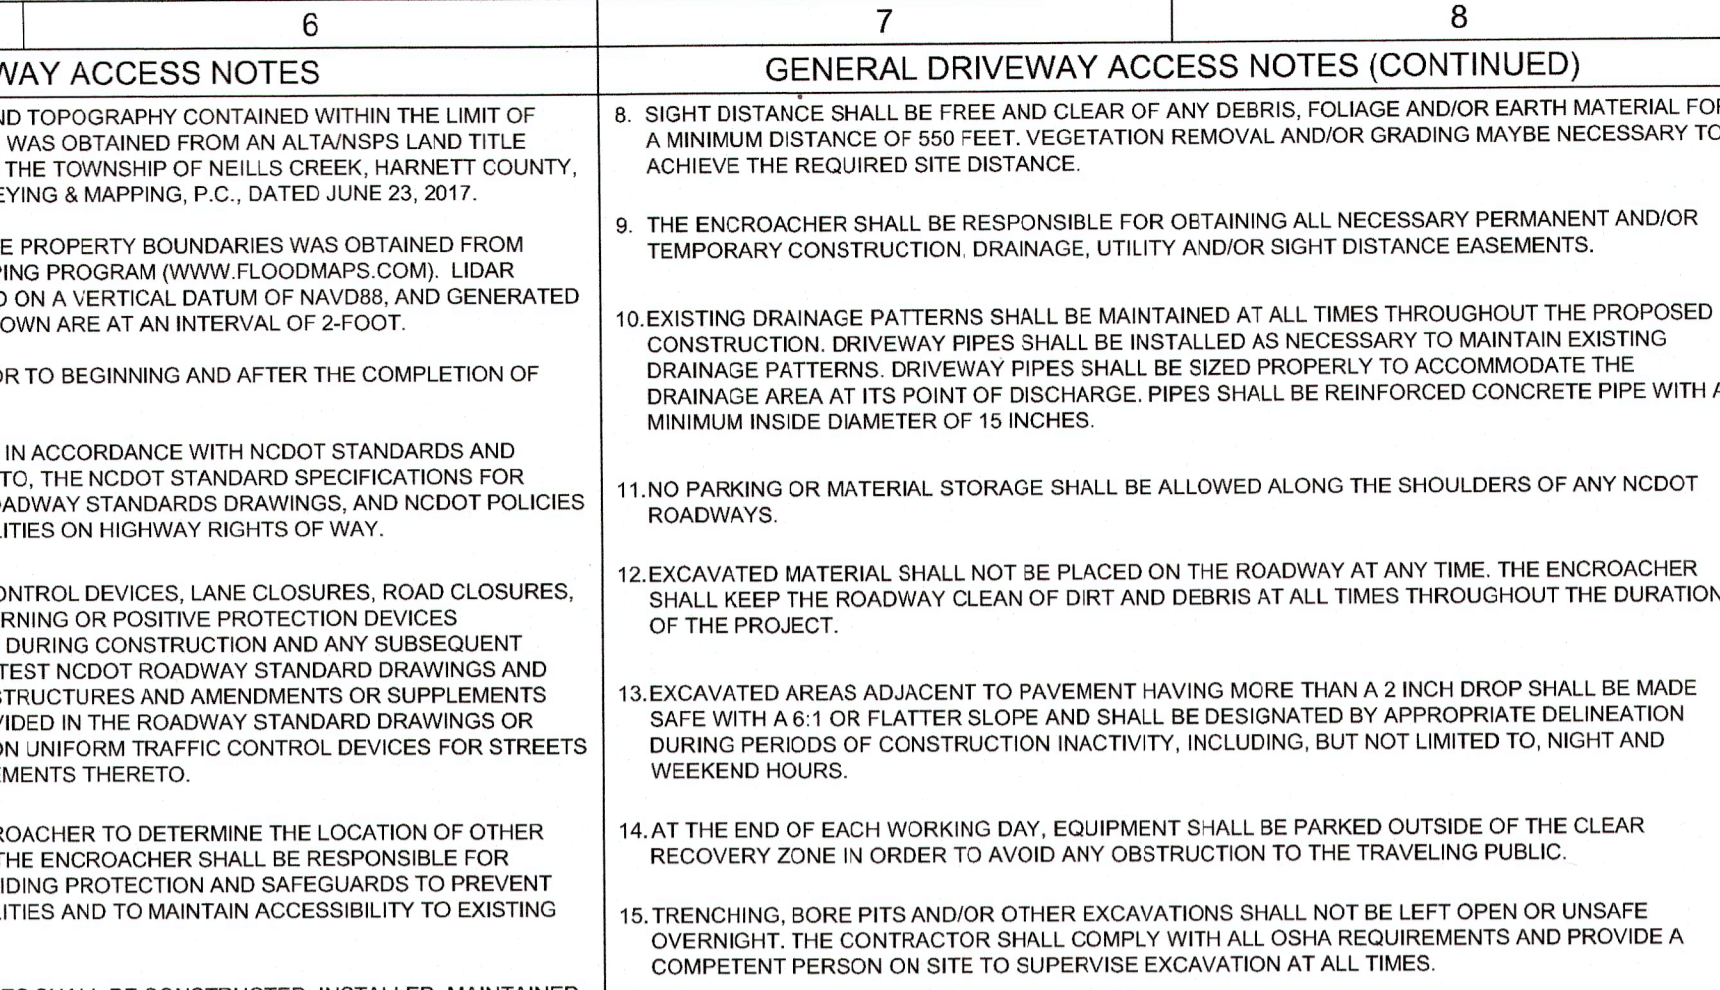 6
7
8
WAY ACCESS NOTES
GENERAL DRIVEWAY ACCESS NOTES (CONTINUED)
TOPOGRAPHY CONTAINED WITHIN THE LIMIT OF
WAS OBTAINED FROM AN ALTA/NSPS LAND TITLE
THE TOWNSHIP OF NEILLS CREEK, HARNETT COUNTY,
EYING & MAPPING, P.C., DATED JUNE 23, 2017.
E PROPERTY BOUNDARIES WAS OBTAINED FROM
PING PROGRAM (WWW.FLOODMAPS.COM). LIDAR
ON A VERTICAL DATUM OF NAVD88, AND GENERATED
OWN ARE AT AN INTERVAL OF 2-FOOT.
OR TO BEGINNING AND AFTER THE COMPLETION OF
IN ACCORDANCE WITH NCDOT STANDARDS AND
TO, THE NCDOT STANDARD SPECIFICATIONS FOR
OADWAY STANDARDS DRAWINGS, AND NCDOT POLICIES
LITIES ON HIGHWAY RIGHTS OF WAY.
ONTROL DEVICES, LANE CLOSURES, ROAD CLOSURES,
RNING OR POSITIVE PROTECTION DEVICES
DURING CONSTRUCTION AND ANY SUBSEQUENT
TEST NCDOT ROADWAY STANDARD DRAWINGS AND
STRUCTURES AND AMENDMENTS OR SUPPLEMENTS
VIDED IN THE ROADWAY STANDARD DRAWINGS OR
ON UNIFORM TRAFFIC CONTROL DEVICES FOR STREETS
EMENTS THERETO.
ROACHER TO DETERMINE THE LOCATION OF OTHER
THE ENCROACHER SHALL BE RESPONSIBLE FOR
IDING PROTECTION AND SAFEGUARDS TO PREVENT
LITIES AND TO MAINTAIN ACCESSIBILITY TO EXISTING
8. SIGHT DISTANCE SHALL BE FREE AND CLEAR OF ANY DEBRIS, FOLIAGE AND/OR EARTH MATERIAL FOR
A MINIMUM DISTANCE OF 550 FEET. VEGETATION REMOVAL AND/OR GRADING MAYBE NECESSARY TO
ACHIEVE THE REQUIRED SITE DISTANCE.
9. THE ENCROACHER SHALL BE RESPONSIBLE FOR OBTAINING ALL NECESSARY PERMANENT AND/OR
TEMPORARY CONSTRUCTION, DRAINAGE, UTILITY AND/OR SIGHT DISTANCE EASEMENTS.
10.EXISTING DRAINAGE PATTERNS SHALL BE MAINTAINED AT ALL TIMES THROUGHOUT THE PROPOSED
CONSTRUCTION. DRIVEWAY PIPES SHALL BE INSTALLED AS NECESSARY TO MAINTAIN EXISTING
DRAINAGE PATTERNS. DRIVEWAY PIPES SHALL BE SIZED PROPERLY TO ACCOMMODATE THE
DRAINAGE AREA AT ITS POINT OF DISCHARGE. PIPES SHALL BE REINFORCED CONCRETE PIPE WITH A
MINIMUM INSIDE DIAMETER OF 15 INCHES.
11.NO PARKING OR MATERIAL STORAGE SHALL BE ALLOWED ALONG THE SHOULDERS OF ANY NCDOT
ROADWAYS.
12.EXCAVATED MATERIAL SHALL NOT BE PLACED ON THE ROADWAY AT ANY TIME. THE ENCROACHER
SHALL KEEP THE ROADWAY CLEAN OF DIRT AND DEBRIS AT ALL TIMES THROUGHOUT THE DURATION
OF THE PROJECT.
13.EXCAVATED AREAS ADJACENT TO PAVEMENT HAVING MORE THAN A 2 INCH DROP SHALL BE MADE
SAFE WITH A 6:1 OR FLATTER SLOPE AND SHALL BE DESIGNATED BY APPROPRIATE DELINEATION
DURING PERIODS OF CONSTRUCTION INACTIVITY, INCLUDING, BUT NOT LIMITED TO, NIGHT AND
WEEKEND HOURS.
14.AT THE END OF EACH WORKING DAY, EQUIPMENT SHALL BE PARKED OUTSIDE OF THE CLEAR
RECOVERY ZONE IN ORDER TO AVOID ANY OBSTRUCTION TO THE TRAVELING PUBLIC.
15.TRENCHING, BORE PITS AND/OR OTHER EXCAVATIONS SHALL NOT BE LEFT OPEN OR UNSAFE
OVERNIGHT. THE CONTRACTOR SHALL COMPLY WITH ALL OSHA REQUIREMENTS AND PROVIDE A
COMPETENT PERSON ON SITE TO SUPERVISE EXCAVATION AT ALL TIMES.